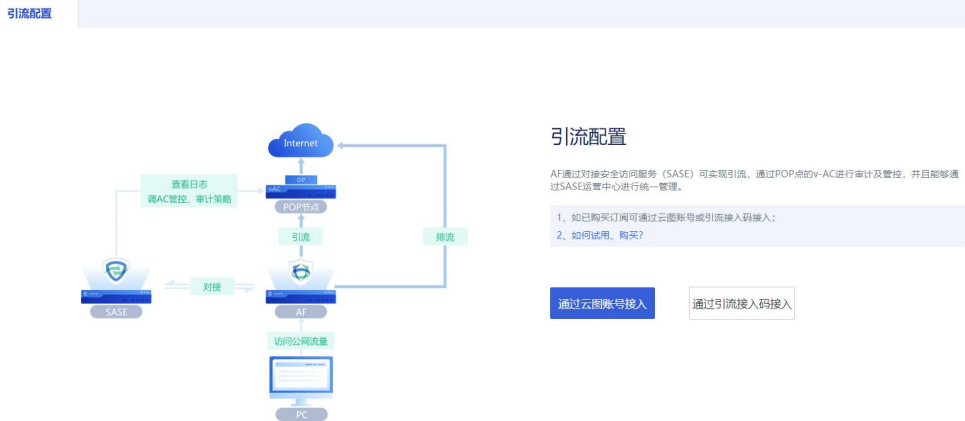 引流配置
Internet
DP
vAC
POP节点
查看日志
调AC管控、审计策略
引流
排流
对接
SASE
AF
访问公网流量
PC
引流配置
AF通过对接安全访问服务（SASE）可实现引流，通过POP点的v-AC进行审计及管控，并且能够通
过SASE运营中心进行统一管理。
1、如已购买订阅可通过云图账号或引流接入码接入；
2、如何试用、购买？
通过云图账号接入
通过引流接入码接入